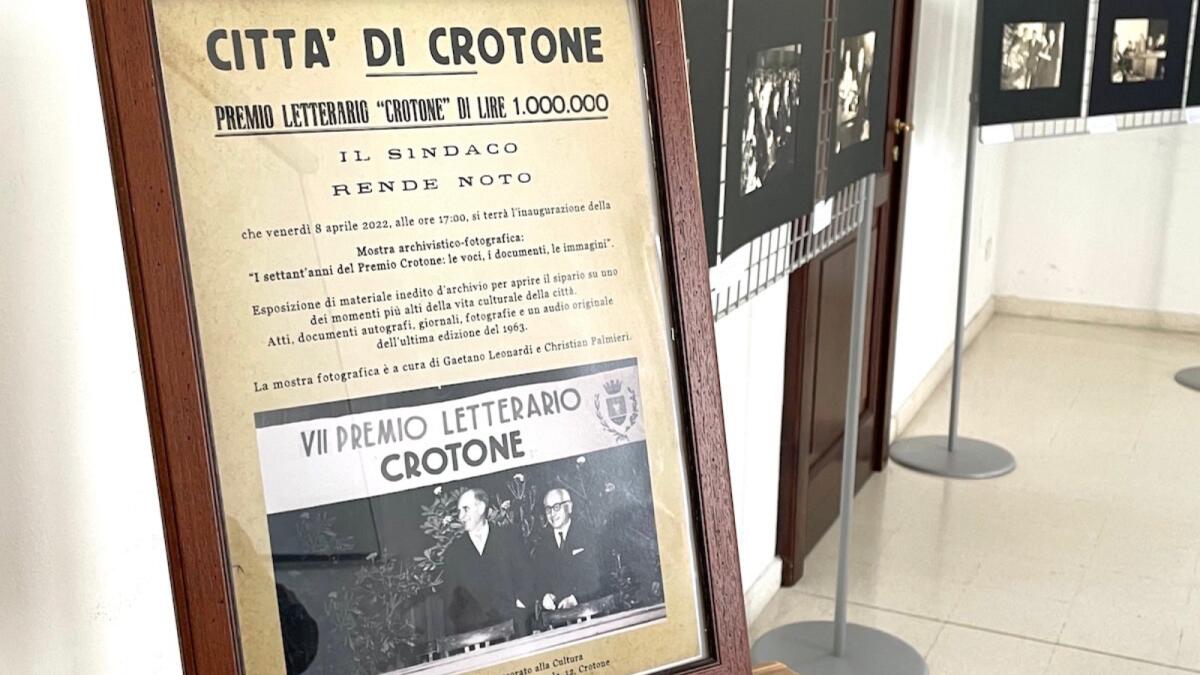 CITTA' DI CROTONE
PREMIO LETTERARIO "CROTONE" DI LIRE 1.000.000
IL SINDACO
RENDE NOTO
che venerdì 8 aprile 2022, alle ore 17:00, si terrà l'inaugurazione della
Mostra archivistico-fotografica:
"I settant'anni del Premio Crotone: le voci, i documenti, le immagini".
Esposizione di materiale inedito d'archivio per aprire il sipario su uno
dei momenti più alti della vita culturale della città.
Atti, documenti autografi, giornali, fotografie e un audio originale
dell'ultima edizione del 1963.
La mostra fotografica è a cura di Gaetano Leonardi e Christian Palmieri.
VII PREMIO LETTERARIO
CROTONE
alla Cultura
12, Crotone